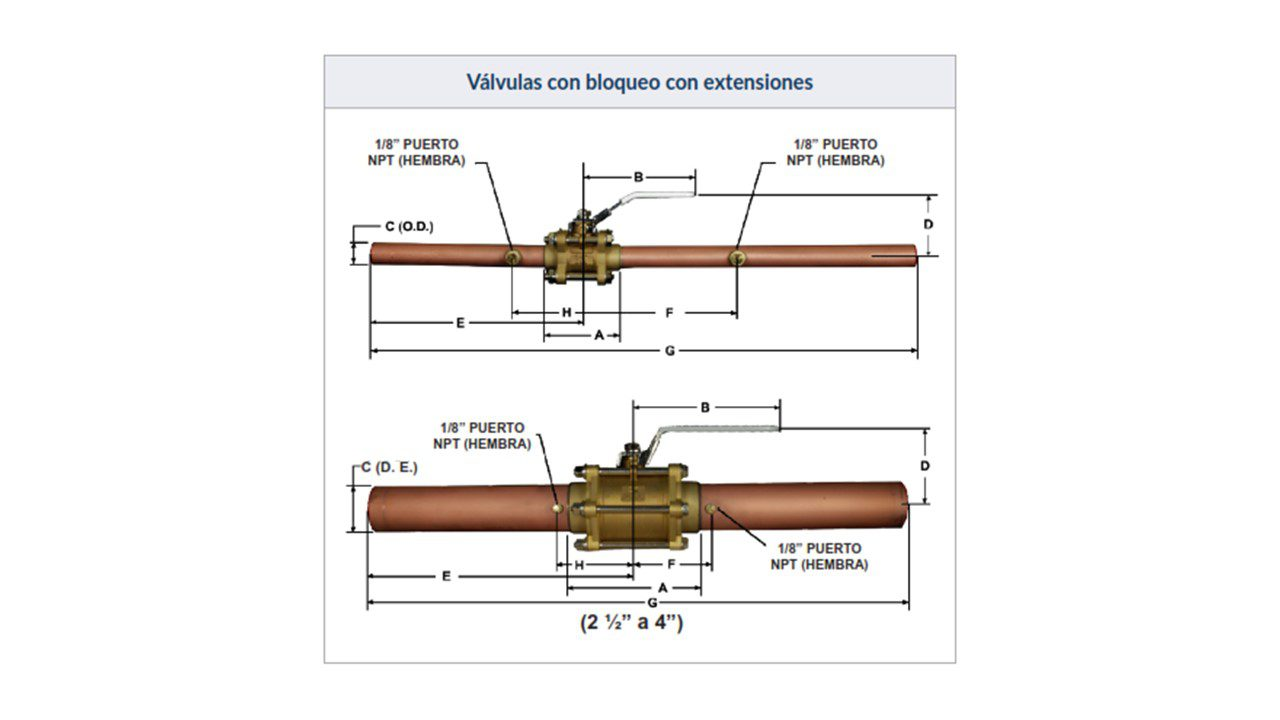 Válvulas con bloqueo con extensiones
1/8” PUERTO
NPT (HEMBRA)
1/8” PUERTO
NPT (HEMBRA)
B
C (O.D.)
D
H
F
E
A
G
B
1/8” PUERTO
NPT (HEMBRA)
C (D. E.)
D
1/8” PUERTO
NPT (HEMBRA)
H
F
E
A
G
(2 ½” a 4”)